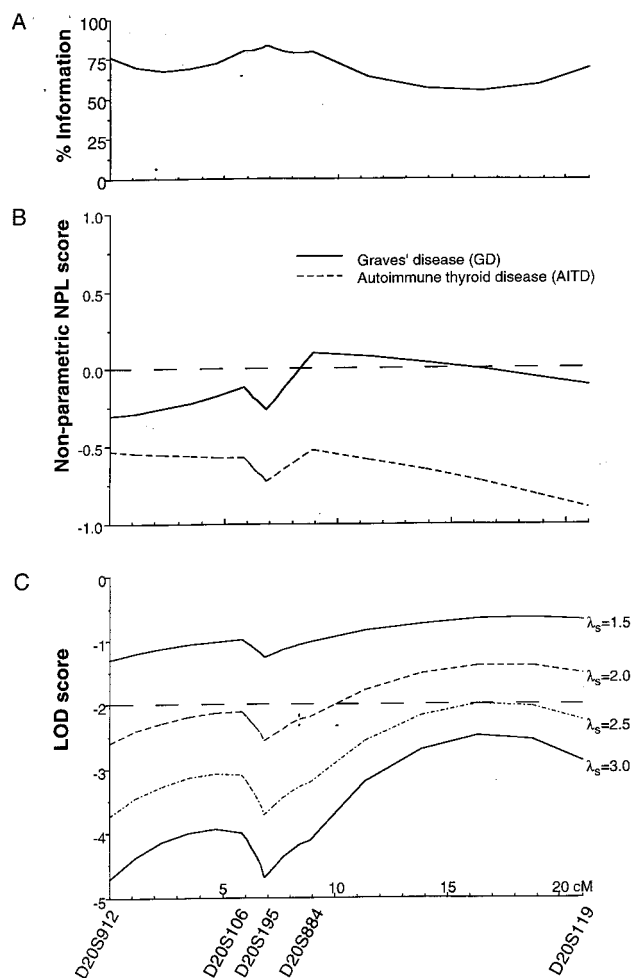 A
% Information
100
75
50
25
0
B
Non-parametric NPL score
1.0
0.5
0.0
-0.5
-1.0
Graves' disease (GD)
Autoimmune thyroid disease (AITD)
C
LOD score
0
-1
-2
-3
-4
-5
λs=1.5
λs=2.0
λs=2.5
λs=3.0
5
10
15
20 cM
D20S912
D20S106
D20S195
D20S884
D20S119